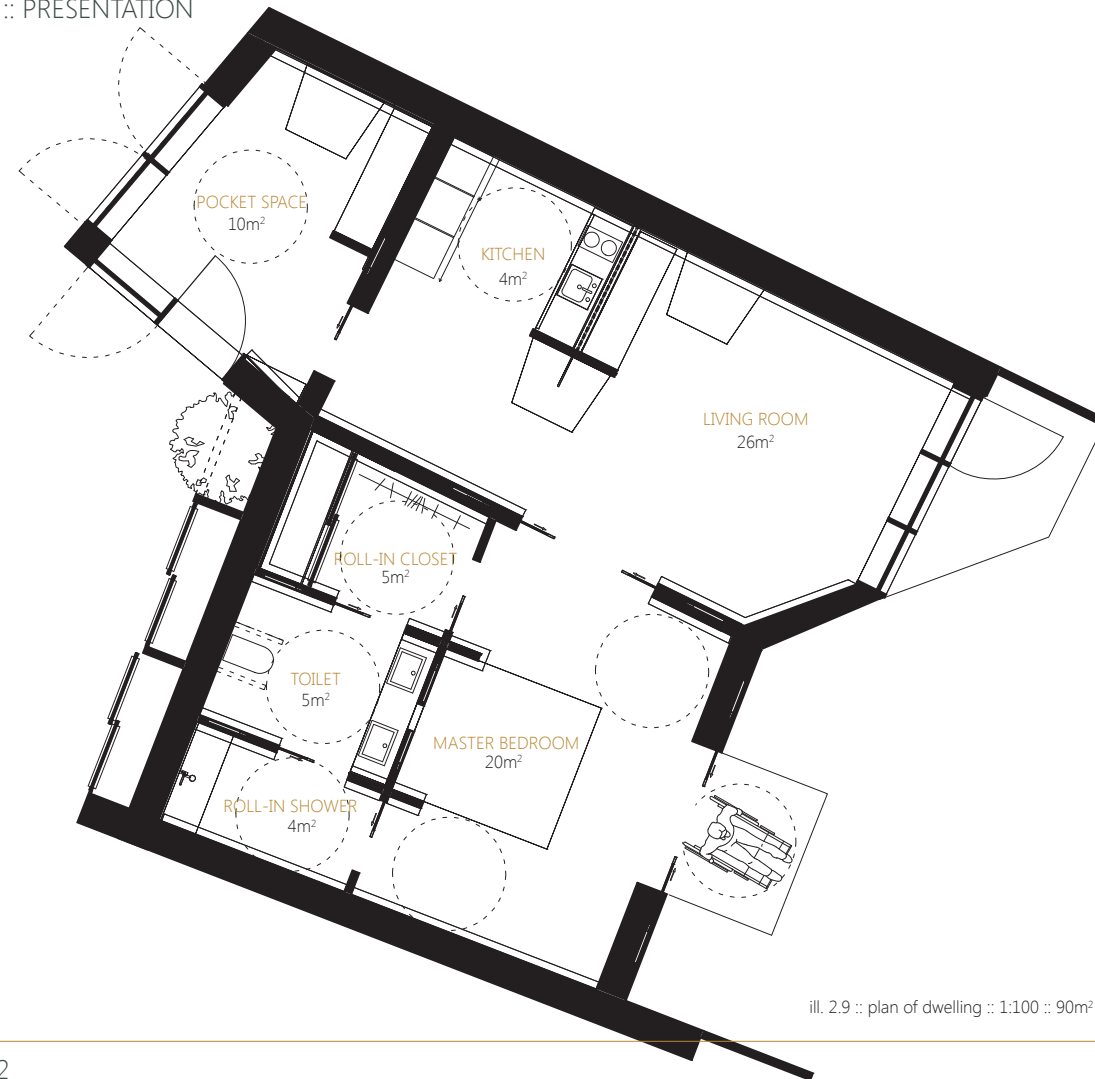 :: PRESENTATION
POCKET SPACE
10m²
KITCHEN
4m²
LIVING ROOM
26m²
ROLL-IN CLOSET
5m²
TOILET
5m²
MASTER BEDROOM
20m²
ROLL-IN SHOWER
4m²
ill. 2.9 :: plan of dwelling :: 1:100 :: 90m²
2